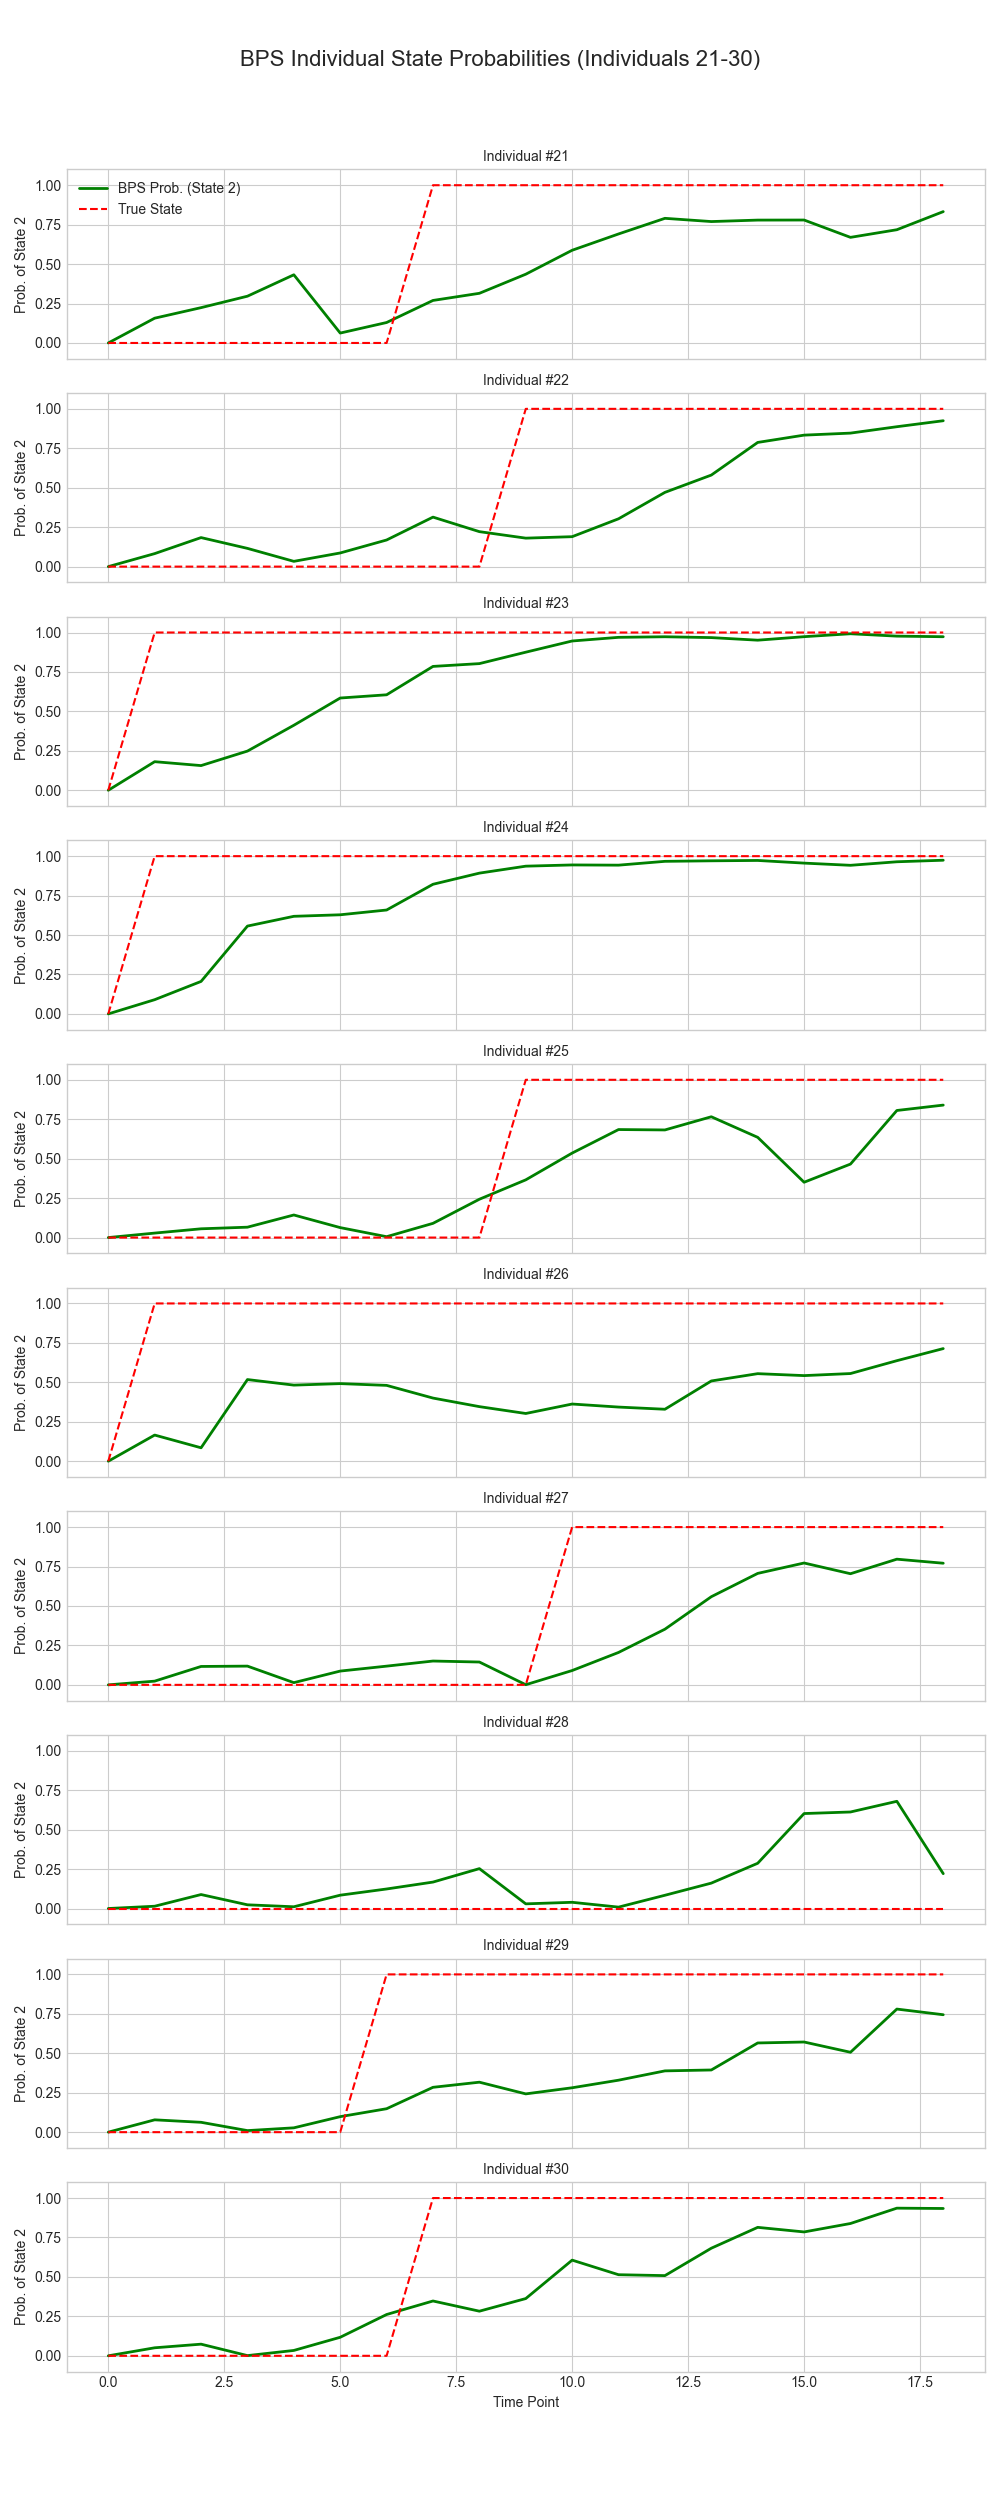 BPS Individual State Probabilities (Individuals 21-30)
Individual #21
BPS Prob. (State 2)
True State
1.00
0.75
0.50
0.25
0.00
Prob. of State 2
Individual #22
1.00
0.75
0.50
0.25
0.00
Prob. of State 2
Individual #23
1.00
0.75
0.50
0.25
0.00
Prob. of State 2
Individual #24
1.00
0.75
0.50
0.25
0.00
Prob. of State 2
Individual #25
1.00
0.75
0.50
0.25
0.00
Prob. of State 2
Individual #26
1.00
0.75
0.50
0.25
0.00
Prob. of State 2
Individual #27
1.00
0.75
0.50
0.25
0.00
Prob. of State 2
Individual #28
1.00
0.75
0.50
0.25
0.00
Prob. of State 2
Individual #29
1.00
0.75
0.50
0.25
0.00
Prob. of State 2
Individual #30
1.00
0.75
0.50
0.25
0.00
Prob. of State 2
0.0 2.5 5.0 7.5 10.0 12.5 15.0 17.5
Time Point